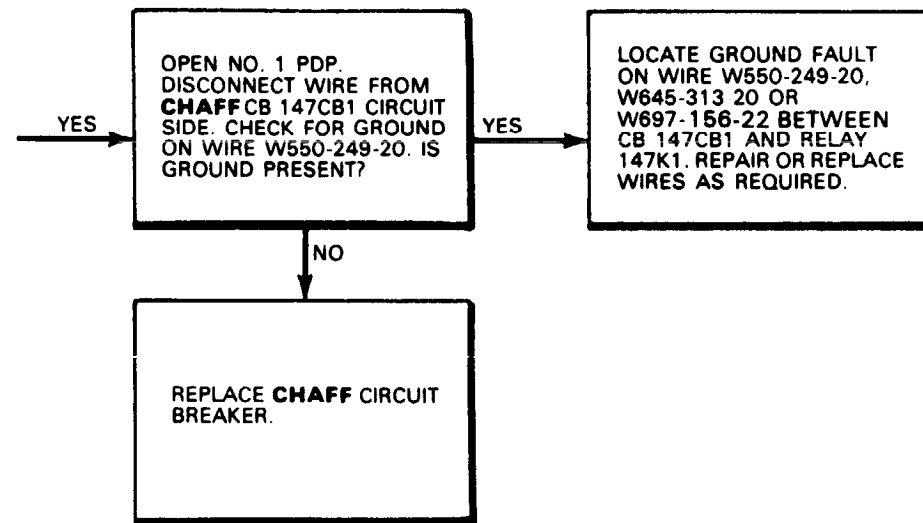 YES
OPEN NO. 1 PDP.
DISCONNECT WIRE FROM
CHAFF CB 147CB1 CIRCUIT
SIDE. CHECK FOR GROUND
ON WIRE W550-249-20. IS
GROUND PRESENT?
YES
LOCATE GROUND FAULT
ON WIRE W550-249-20,
W645-313 20 OR
W697-156-22 BETWEEN
CB 147CB1 AND RELAY
147K1. REPAIR OR REPLACE
WIRES AS REQUIRED.
NO
REPLACE CHAFF CIRCUIT
BREAKER.